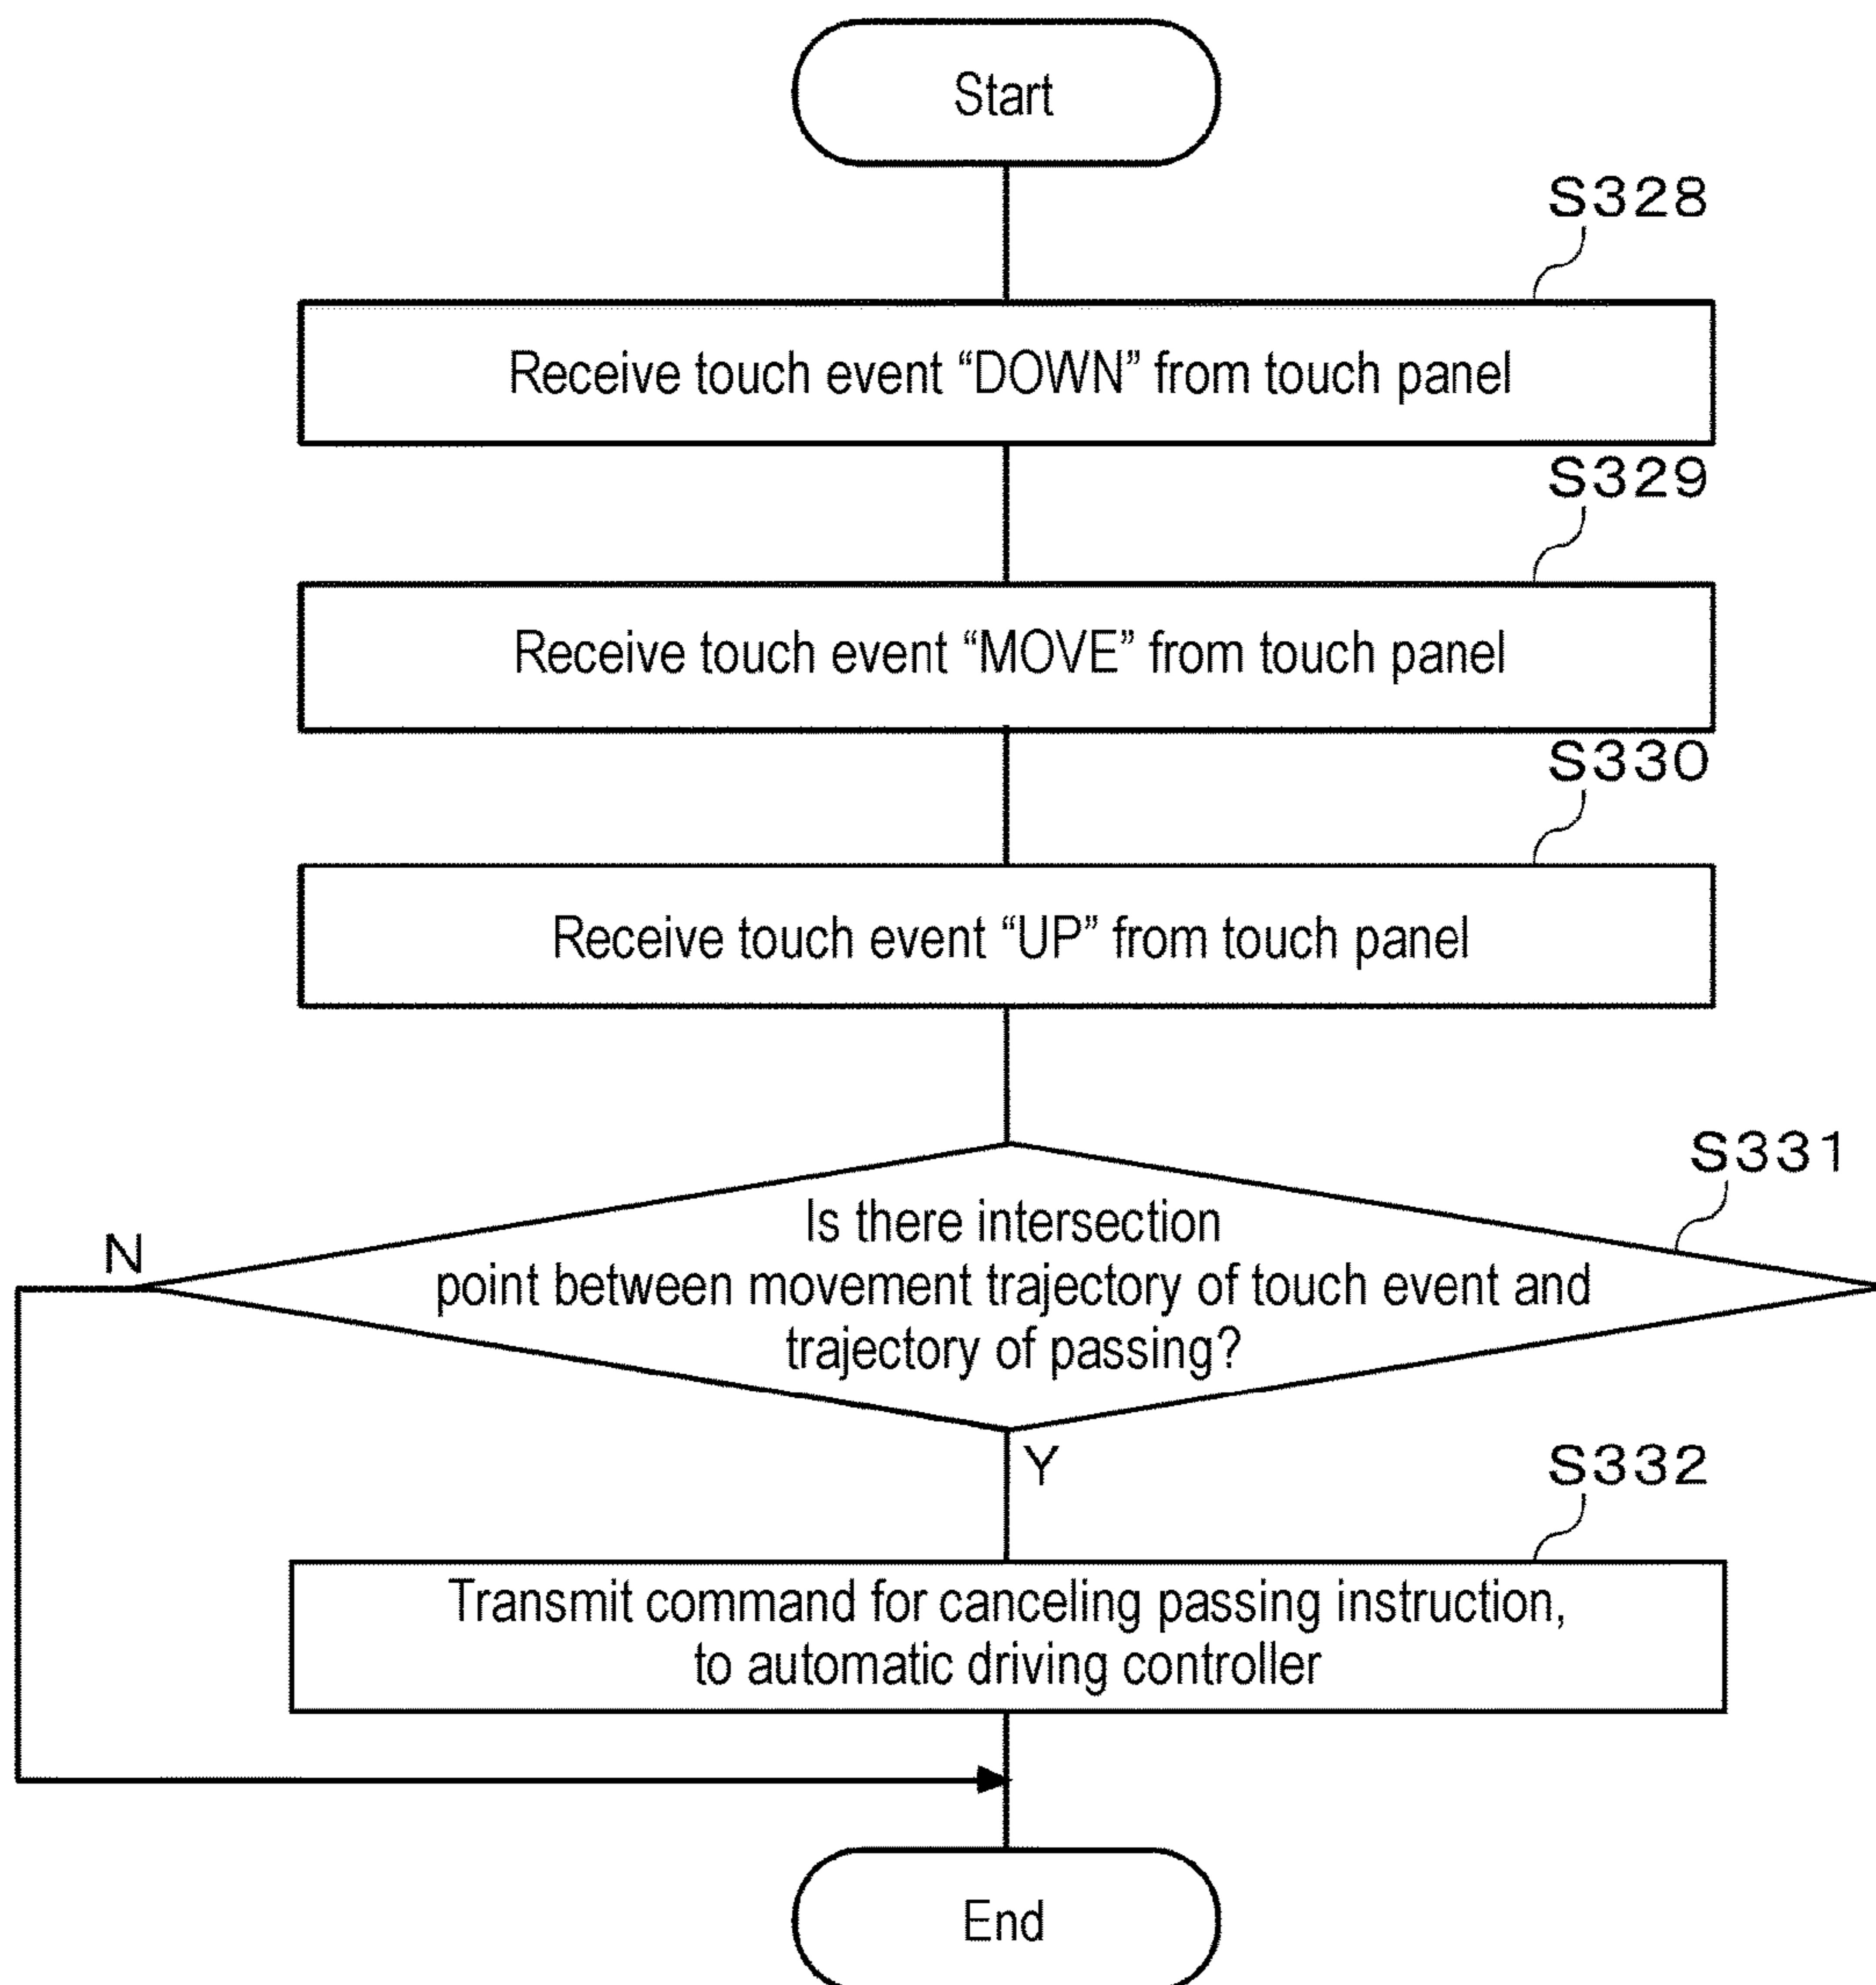 Start
S328
Receive touch event “DOWN” from touch panel
S329
Receive touch event “MOVE” from touch panel
S330
Receive touch event “UP” from touch panel
S331
Is there intersection
point between movement trajectory of touch event and
trajectory of passing?
N
Y
S332
Transmit command for canceling passing instruction,
to automatic driving controller
End